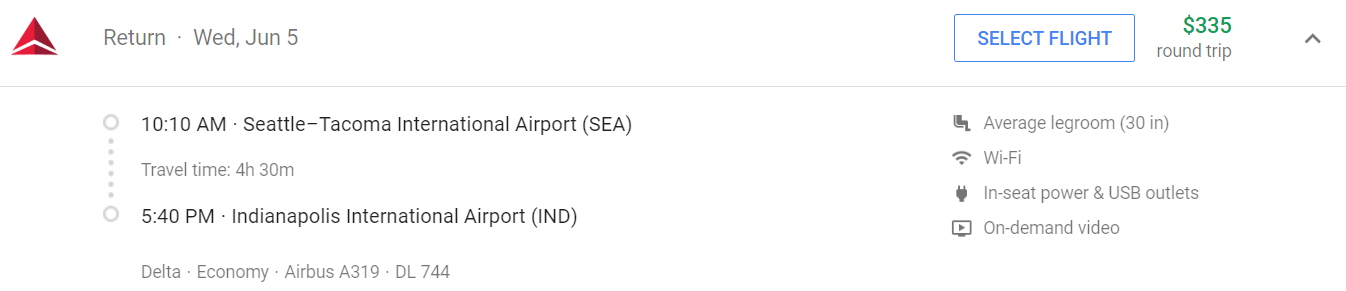 Return · Wed, Jun 5
SELECT FLIGHT
$335
round trip
10:10 AM · Seattle–Tacoma International Airport (SEA)
Travel time: 4h 30m
5:40 PM · Indianapolis International Airport (IND)
Delta · Economy · Airbus A319 · DL 744
Average legroom (30 in)
Wi-Fi
In-seat power & USB outlets
On-demand video